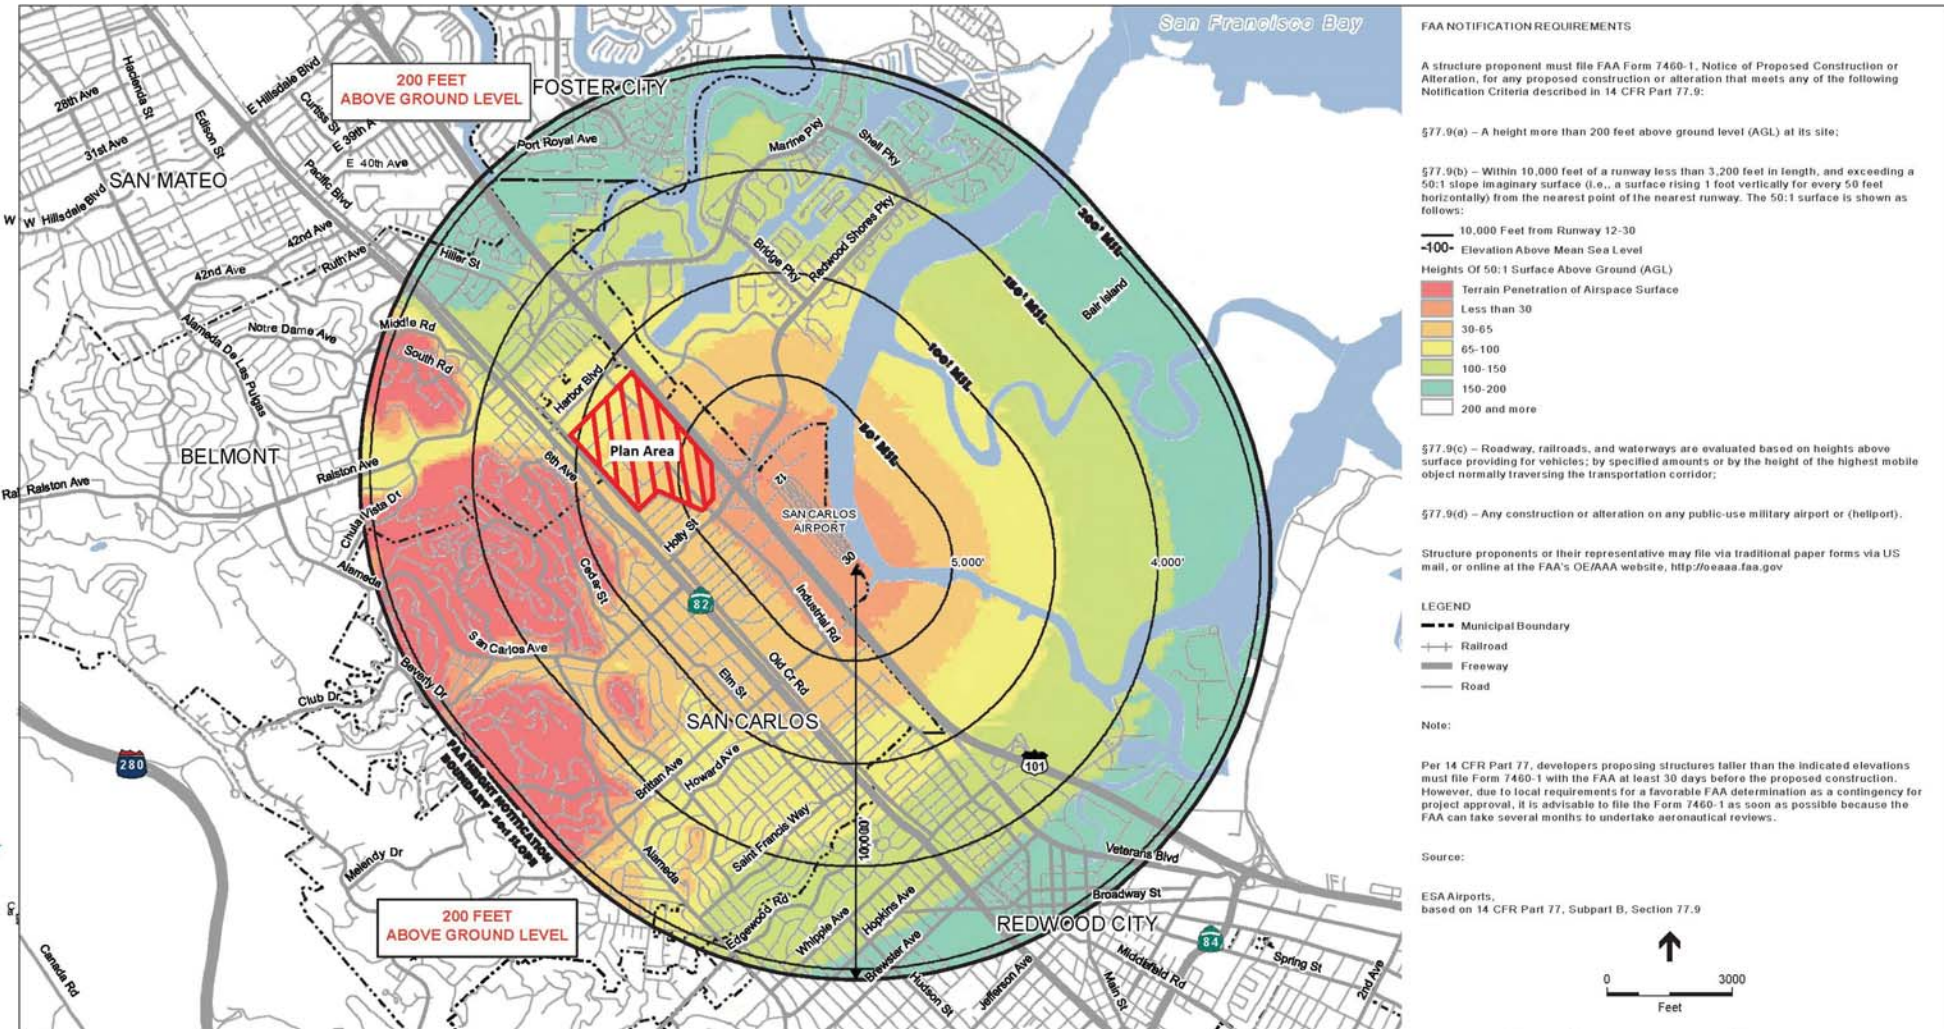 San Francisco Bay
200 FEET
ABOVE GROUND LEVEL
FOSTER CITY
28th Ave
Hacienda St
E Hillsdale Blvd
Curtiss St
E 39th A
Edison St
31st Ave
E 40th Ave
Pacific Blvd
SAN MATEO
W
W Hillsdale Blvd
42nd Ave
42nd Ave
Ruth Ave
Hiller St
Port Royal Ave
Marine Pky
Shell Pky
Redwood Shores Pky
Bridge Pky
200' MSL
150' MSL
100' MSL
50' MSL
Bair Island
Alameda De Las Pulgas
Notre Dame Ave
Middle Rd
South Rd
Harbor Blvd
Plan Area
BELMONT
Ralston Ave
Ral
Ralston Ave
6th Ave
Chula Vista Dr
Holly St
12
SAN CARLOS
AIRPORT
30
5,000'
4,000'
Alameda
Cedar St
82
Industrial Rd
San Carlos Ave
Beverly Dr
Club Dr
Elm St
Old Cr Rd
SAN CARLOS
280
FAA HEIGHT NOTIFICATION
BOUNDARY - 50:1 SLOPE
Brittan Ave
Howard Ave
101
10,000'
Saint Francis Way
Alameda
Melendy Dr
Veterans Blvd
Broadway St
200 FEET
ABOVE GROUND LEVEL
Edgewood Rd
Whipple Ave
Hopkins Ave
Brewster Ave
REDWOOD CITY
84
Canada Rd
Hudson St
Jefferson Ave
Middlefield Rd
Main St
Spring St
2nd Ave
FAA NOTIFICATION REQUIREMENTS
A structure proponent must file FAA Form 7460-1, Notice of Proposed Construction or
Alteration, for any proposed construction or alteration that meets any of the following
Notification Criteria described in 14 CFR Part 77.9:
§77.9(a) – A height more than 200 feet above ground level (AGL) at its site;
§77.9(b) – Within 10,000 feet of a runway less than 3,200 feet in length, and exceeding a
50:1 slope imaginary surface (i.e., a surface rising 1 foot vertically for every 50 feet
horizontally) from the nearest point of the nearest runway. The 50:1 surface is shown as
follows:
10,000 Feet from Runway 12-30
-100- Elevation Above Mean Sea Level
Heights Of 50:1 Surface Above Ground (AGL)
Terrain Penetration of Airspace Surface
Less than 30
30-65
65-100
100-150
150-200
200 and more
§77.9(c) – Roadway, railroads, and waterways are evaluated based on heights above
surface providing for vehicles; by specified amounts or by the height of the highest mobile
object normally traversing the transportation corridor;
§77.9(d) – Any construction or alteration on any public-use military airport or (heliport).
Structure proponents or their representative may file via traditional paper forms via US
mail, or online at the FAA's OE/AAA website, http://oeaaa.faa.gov
LEGEND
Municipal Boundary
Railroad
Freeway
Road
Note:
Per 14 CFR Part 77, developers proposing structures taller than the indicated elevations
must file Form 7460-1 with the FAA at least 30 days before the proposed construction.
However, due to local requirements for a favorable FAA determination as a contingency for
project approval, it is advisable to file the Form 7460-1 as soon as possible because the
FAA can take several months to undertake aeronautical reviews.
Source:
ESA Airports,
based on 14 CFR Part 77, Subpart B, Section 77.9
0 3000
Feet